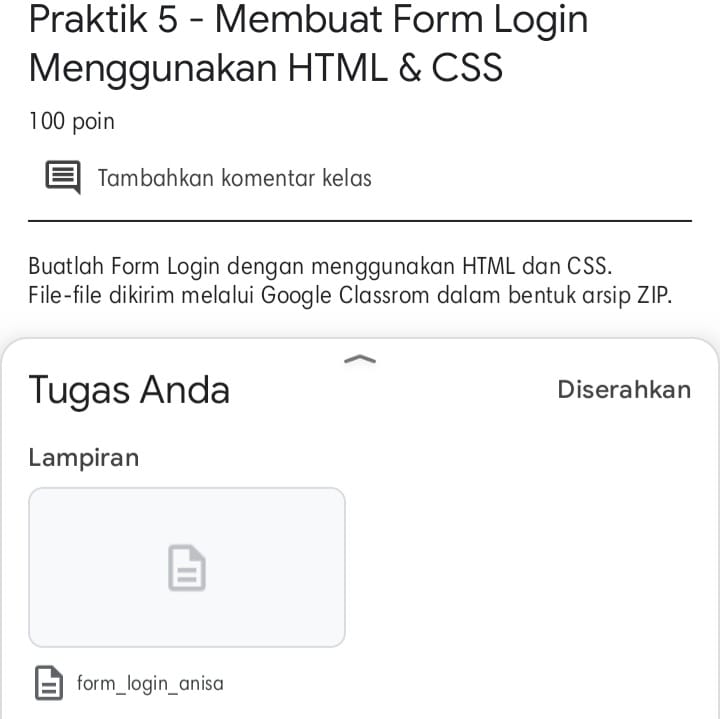 Praktik 5 - Membuat Form Login
Menggunakan HTML & CSS
100 poin
Tambahkan komentar kelas
Buatlah Form Login dengan menggunakan HTML dan CSS.
File-file dikirim melalui Google Classrom dalam bentuk arsip ZIP.
Tugas Anda
Diserahkan
Lampiran
form_login_anisa